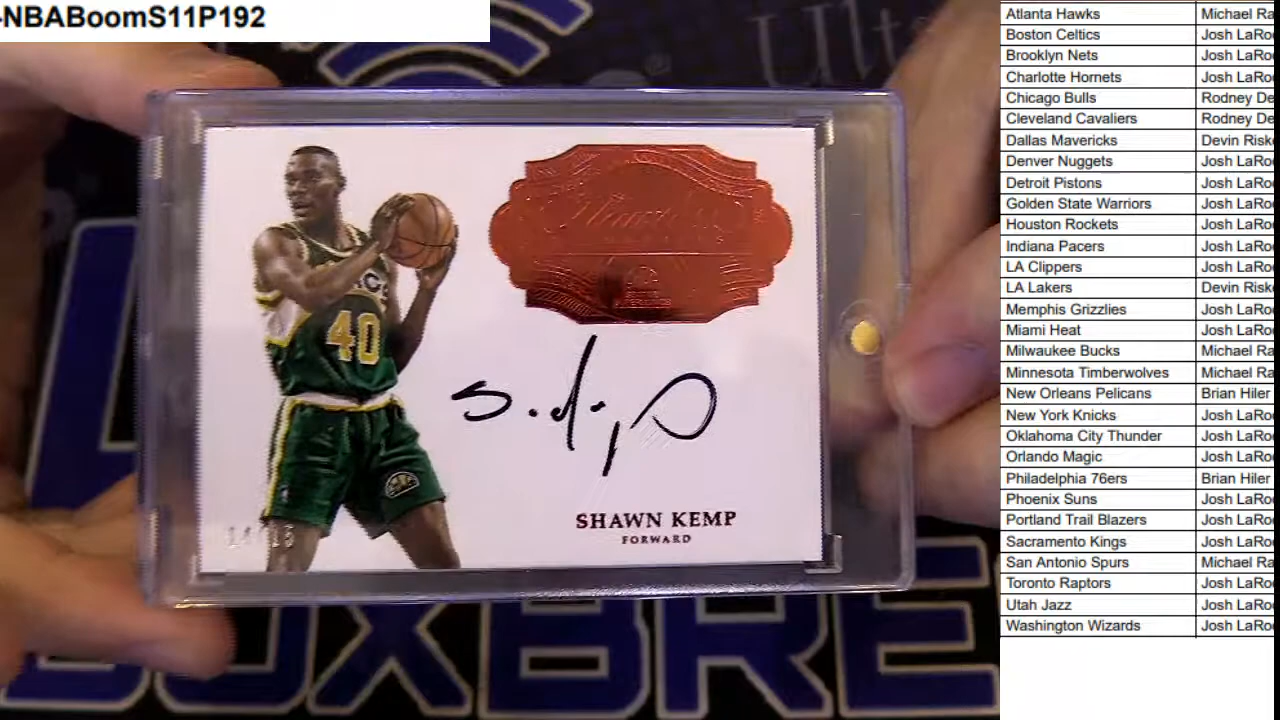 -NBABoomS11P192
Ult
Flawless
40
SHAWN KEMP
FORWARD
14/15
OXBRE
Atlanta Hawks Michael Ra
Boston Celtics Josh LaRo
Brooklyn Nets Josh LaRo
Charlotte Hornets Josh LaRo
Chicago Bulls Rodney De
Cleveland Cavaliers Rodney De
Dallas Mavericks Devin Risk
Denver Nuggets Josh LaRo
Detroit Pistons Josh LaRo
Golden State Warriors Josh LaRo
Houston Rockets Josh LaRo
Indiana Pacers Josh LaRo
LA Clippers Josh LaRo
LA Lakers Devin Risk
Memphis Grizzlies Josh LaRo
Miami Heat Josh LaRo
Milwaukee Bucks Michael Ra
Minnesota Timberwolves Michael Ra
New Orleans Pelicans Brian Hiler
New York Knicks Josh LaRo
Oklahoma City Thunder Josh LaRo
Orlando Magic Josh LaRo
Philadelphia 76ers Brian Hiler
Phoenix Suns Josh LaRo
Portland Trail Blazers Josh LaRo
Sacramento Kings Josh LaRo
San Antonio Spurs Michael Ra
Toronto Raptors Josh LaRo
Utah Jazz Josh LaRo
Washington Wizards Josh LaRo